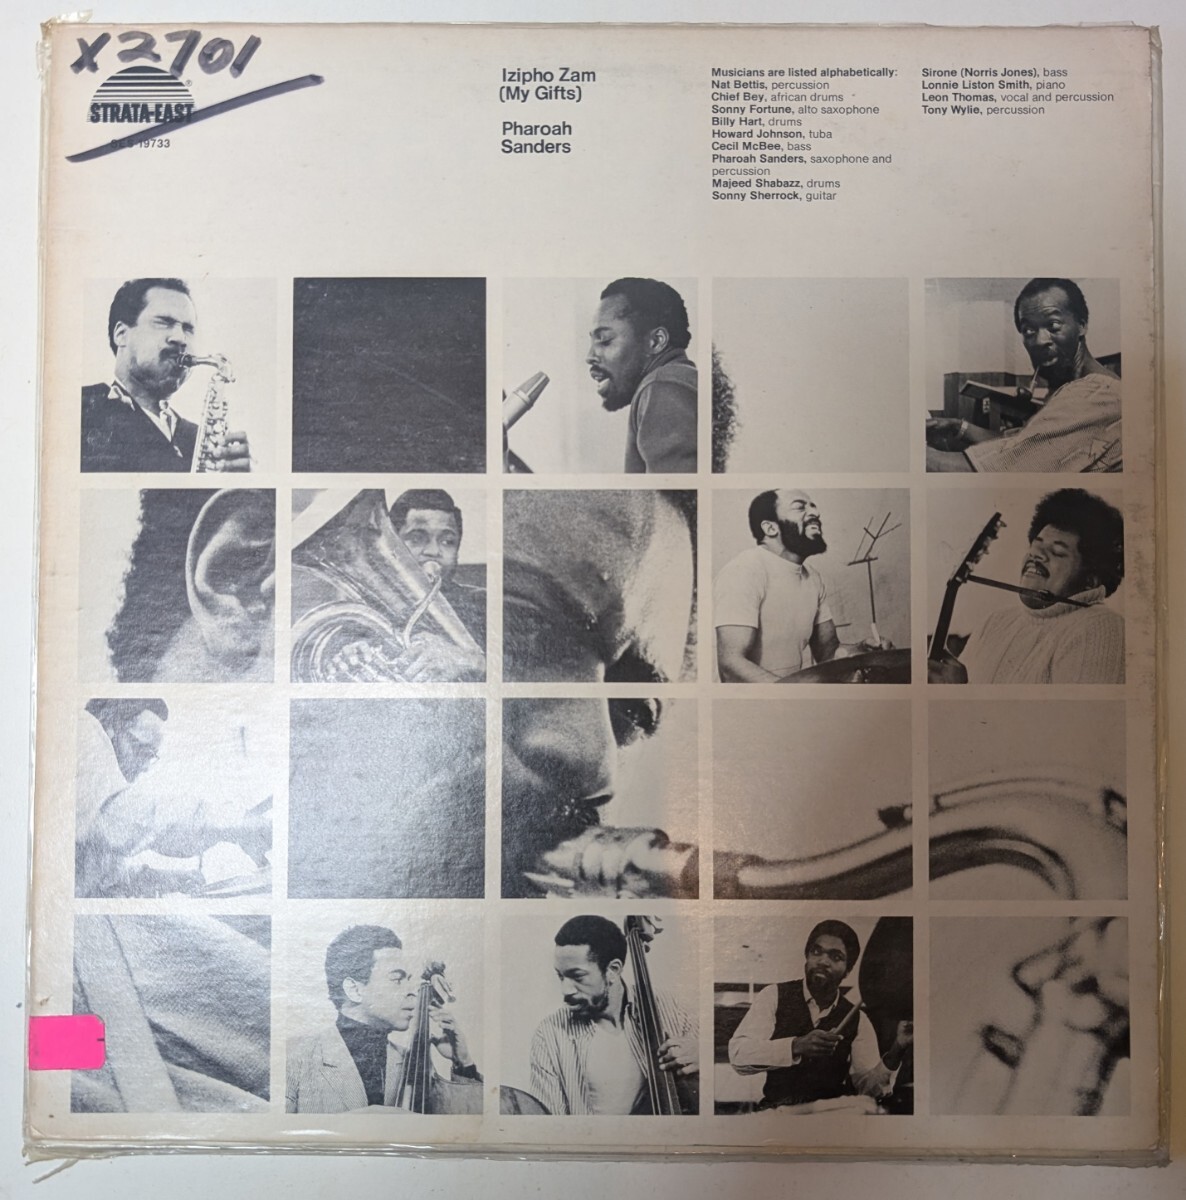 X2701
STRATA-EAST
®
SES-19733
Izipho Zam
(My Gifts)
Pharoah
Sanders
Musicians are listed alphabetically:
Nat Bettis, percussion
Chief Bey, african drums
Sonny Fortune, alto saxophone
Billy Hart, drums
Howard Johnson, tuba
Cecil McBee, bass
Pharoah Sanders, saxophone and
percussion
Majeed Shabazz, drums
Sonny Sherrock, guitar
Sirone (Norris Jones), bass
Lonnie Liston Smith, piano
Leon Thomas, vocal and percussion
Tony Wylie, percussion